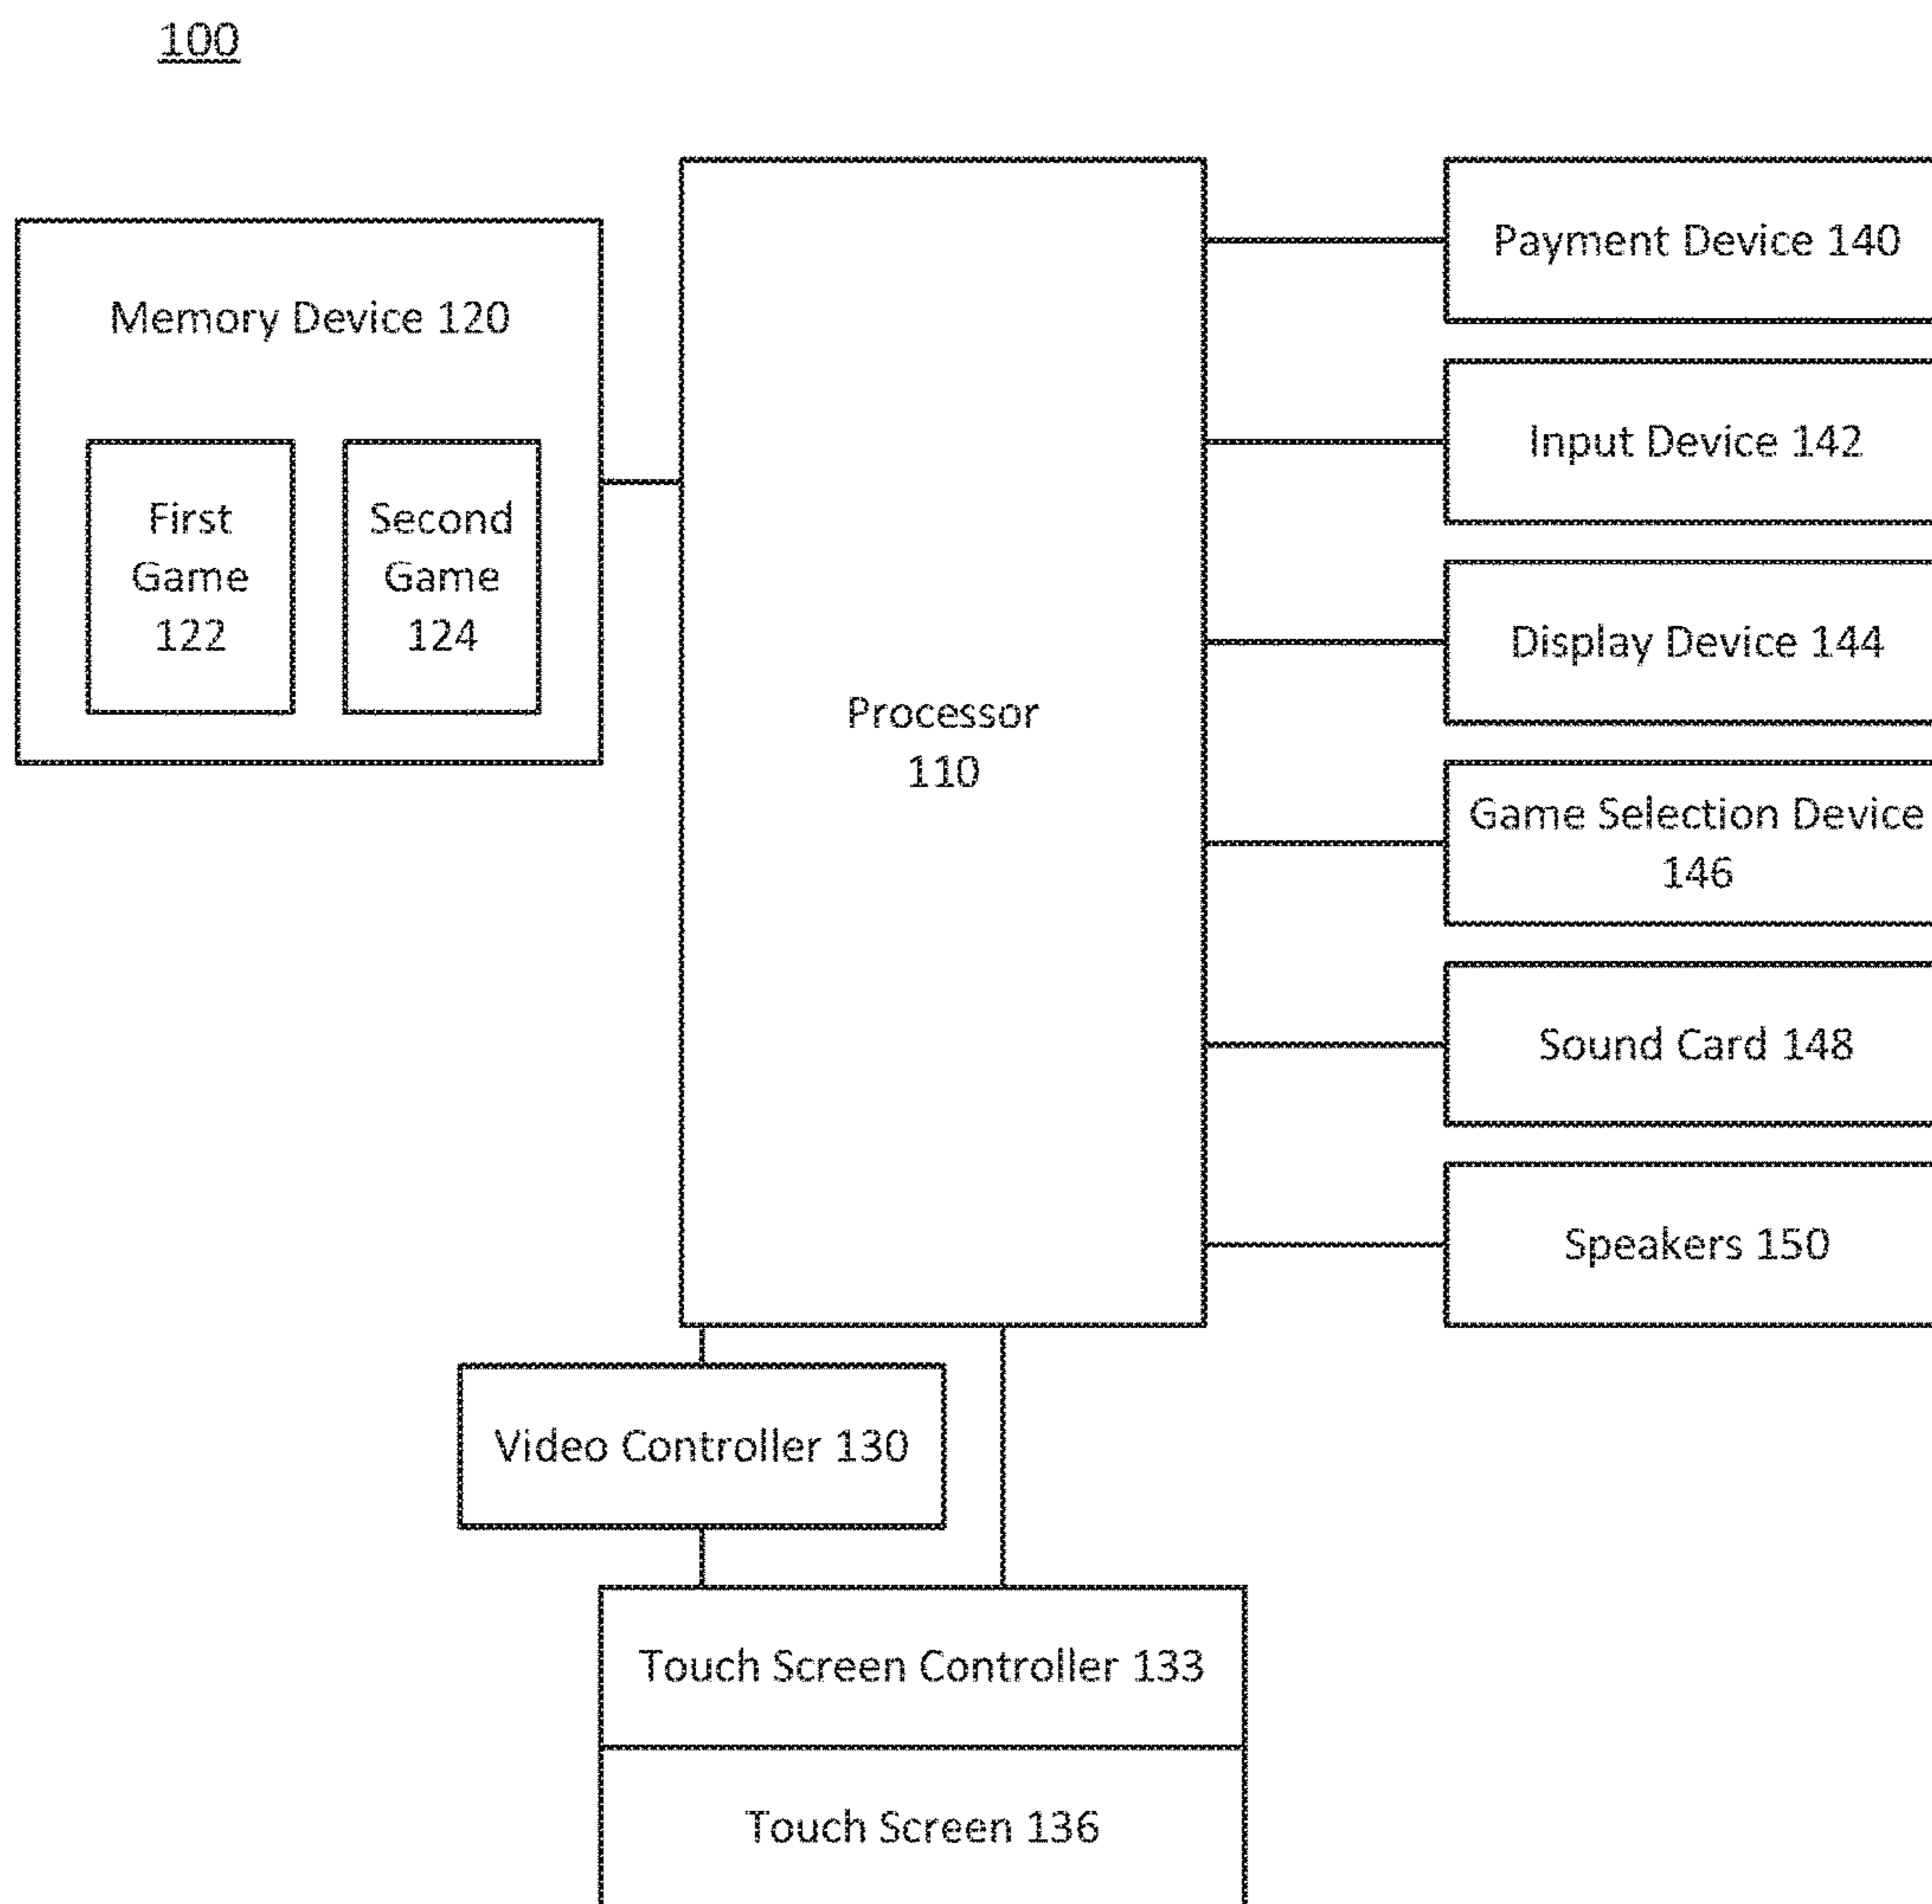 100
Memory Device 120
First
Game
122
Second
Game
124
Processor
110
Payment Device 140
Input Device 142
Display Device 144
Game Selection Device
146
Sound Card 148
Speakers 150
Video Controller 130
Touch Screen Controller 133
Touch Screen 136